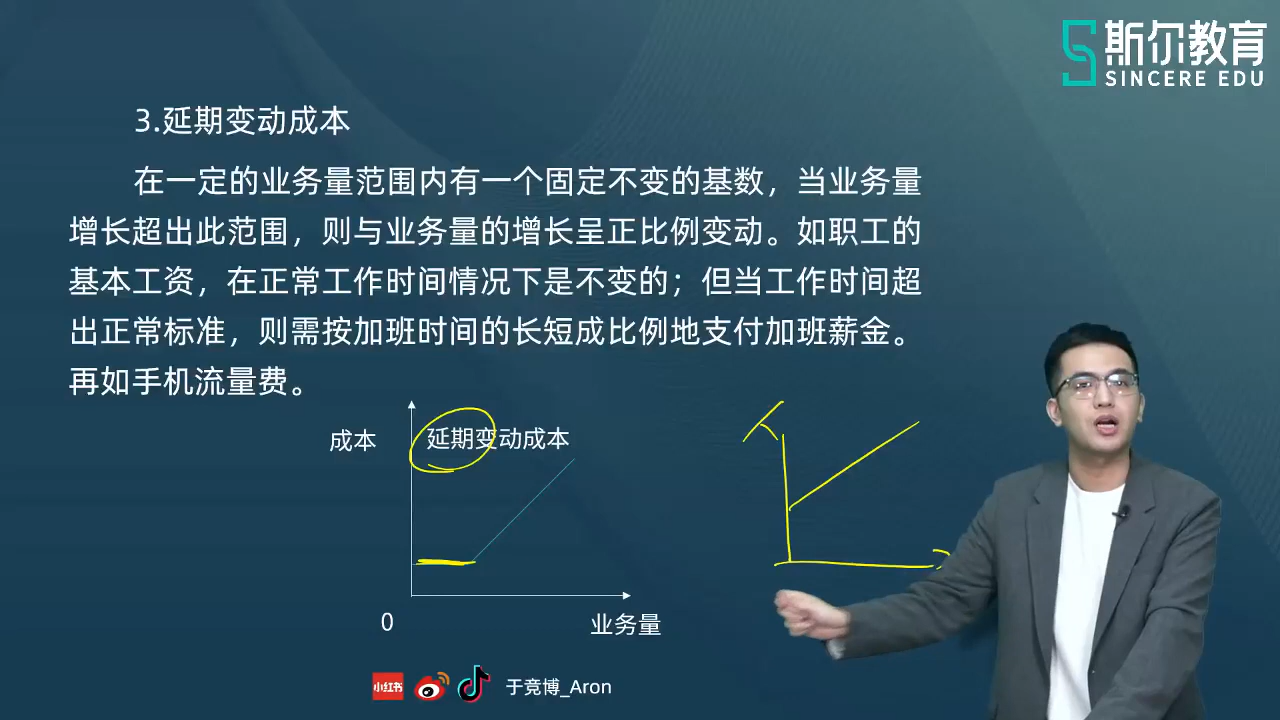 斯尔教育
SINCERE EDU
3.延期变动成本
在一定的业务量范围内有一个固定不变的基数，当业务量
增长超出此范围，则与业务量的增长呈正比例变动。如职工的
基本工资，在正常工作时间情况下是不变的；但当工作时间超
出正常标准，则需按加班时间的长短成比例地支付加班薪金。
再如手机流量费。
成本
延期变动成本
0
业务量
小红书
于竞博_Aron